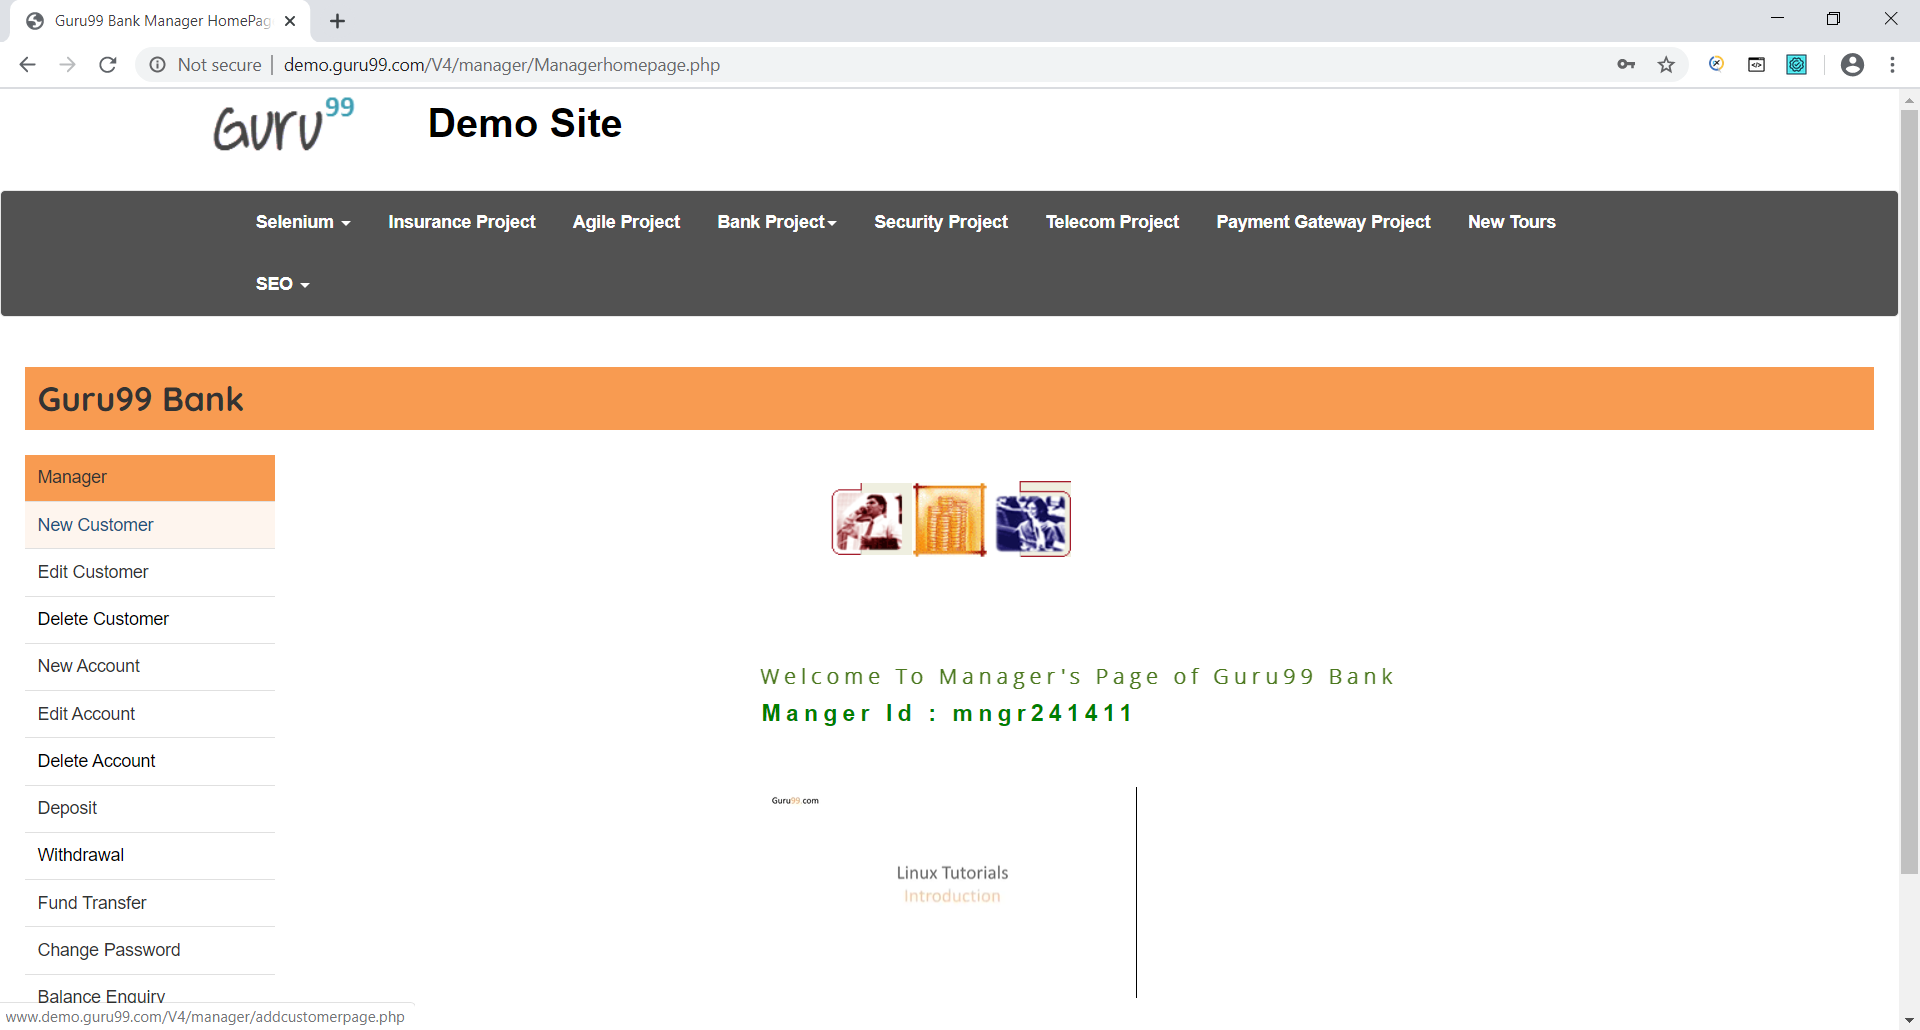 Guru99 Bank Manager HomePag
Not secure | demo.guru99.com/V4/manager/Managerhomepage.php
Guru99 Demo Site
Selenium Insurance Project Agile Project Bank Project Security Project Telecom Project Payment Gateway Project New Tours
SEO
Guru99 Bank
Manager
New Customer
Edit Customer
Delete Customer
New Account
Edit Account
Delete Account
Deposit
Withdrawal
Fund Transfer
Change Password
Balance Enquiry
Welcome To Manager's Page of Guru99 Bank
Manger Id : mngr241411
Guru99.com
Linux Tutorials
Introduction
www.demo.guru99.com/V4/manager/addcustomerpage.php